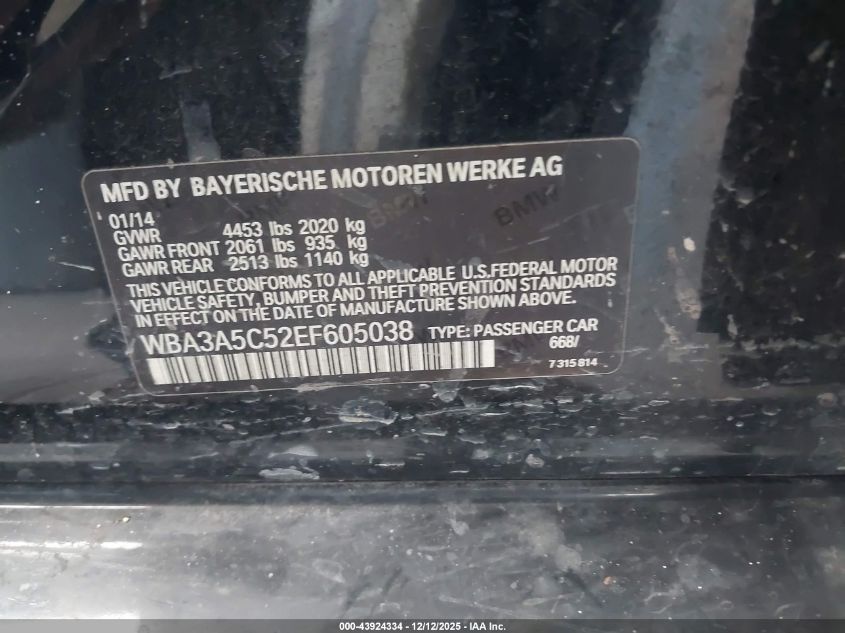 MFD BY BAYERISCHE MOTOREN WERKE AG
01/14
GVWR 4453 lbs 2020 kg
GAWR FRONT 2061 lbs 935 kg
GAWR REAR 2513 lbs 1140 kg
THIS VEHICLE CONFORMS TO ALL APPLICABLE U.S.FEDERAL MOTOR
VEHICLE SAFETY, BUMPER AND THEFT PREVENTION STANDARDS
IN EFFECT ON THE DATE OF MANUFACTURE SHOWN ABOVE.
WBA3A5C52EF605038 TYPE: PASSENGER CAR
668/
7 315 814
BMW
BMW
000-43924334 - 12/12/2025 - IAA Inc.